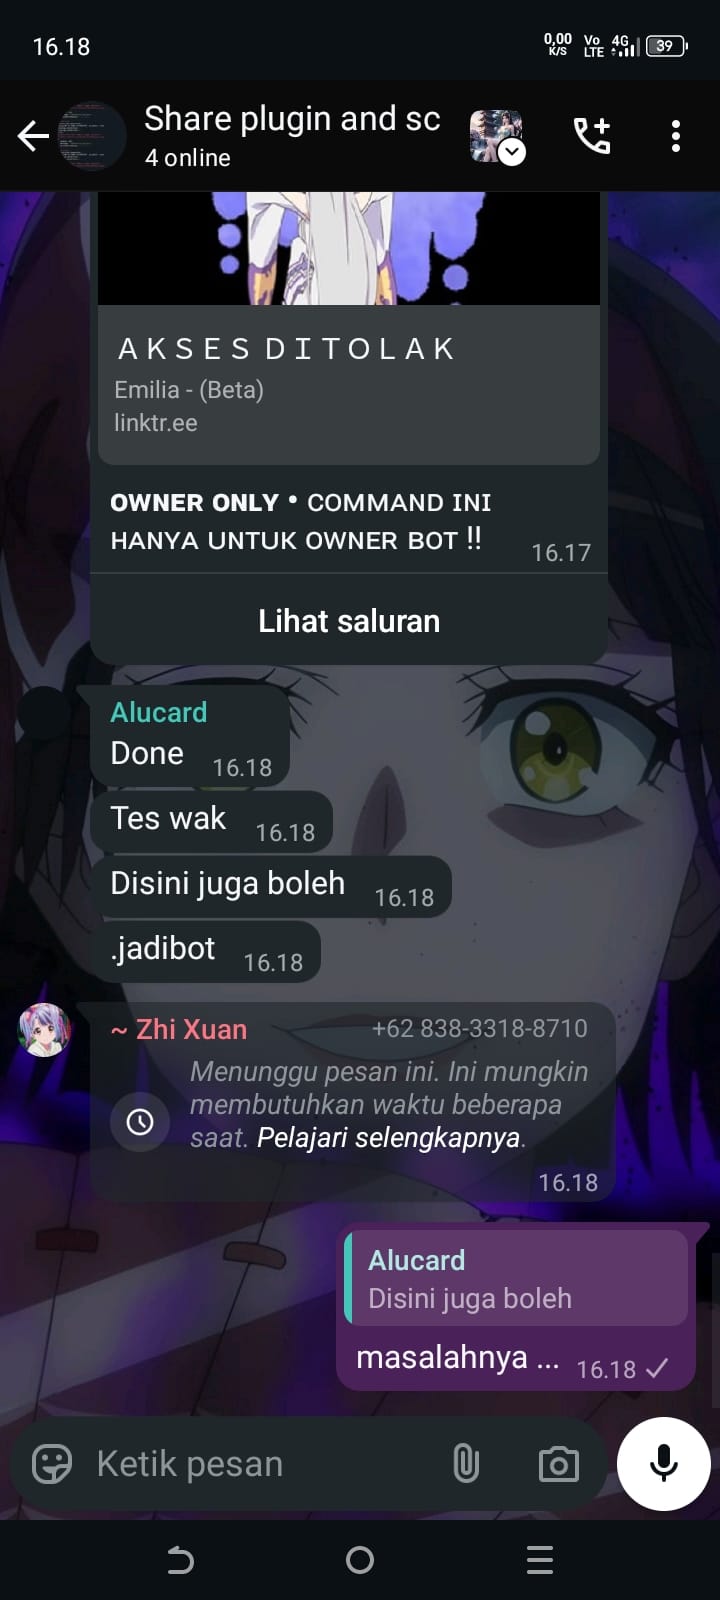 16.18
0,00 K/S Vo LTE 4G 39
Share plugin and sc
4 online
AKSES DITOLAK
Emilia - (Beta)
linktr.ee
OWNER ONLY • COMMAND INI
HANYA UNTUK OWNER BOT !!
16.17
Lihat saluran
Alucard
Done 16.18
Tes wak 16.18
Disini juga boleh 16.18
.jadibot 16.18
~ Zhi Xuan +62 838-3318-8710
Menunggu pesan ini. Ini mungkin
membutuhkan waktu beberapa
saat. Pelajari selengkapnya.
16.18
Alucard
Disini juga boleh
masalahnya ... 16.18
Ketik pesan